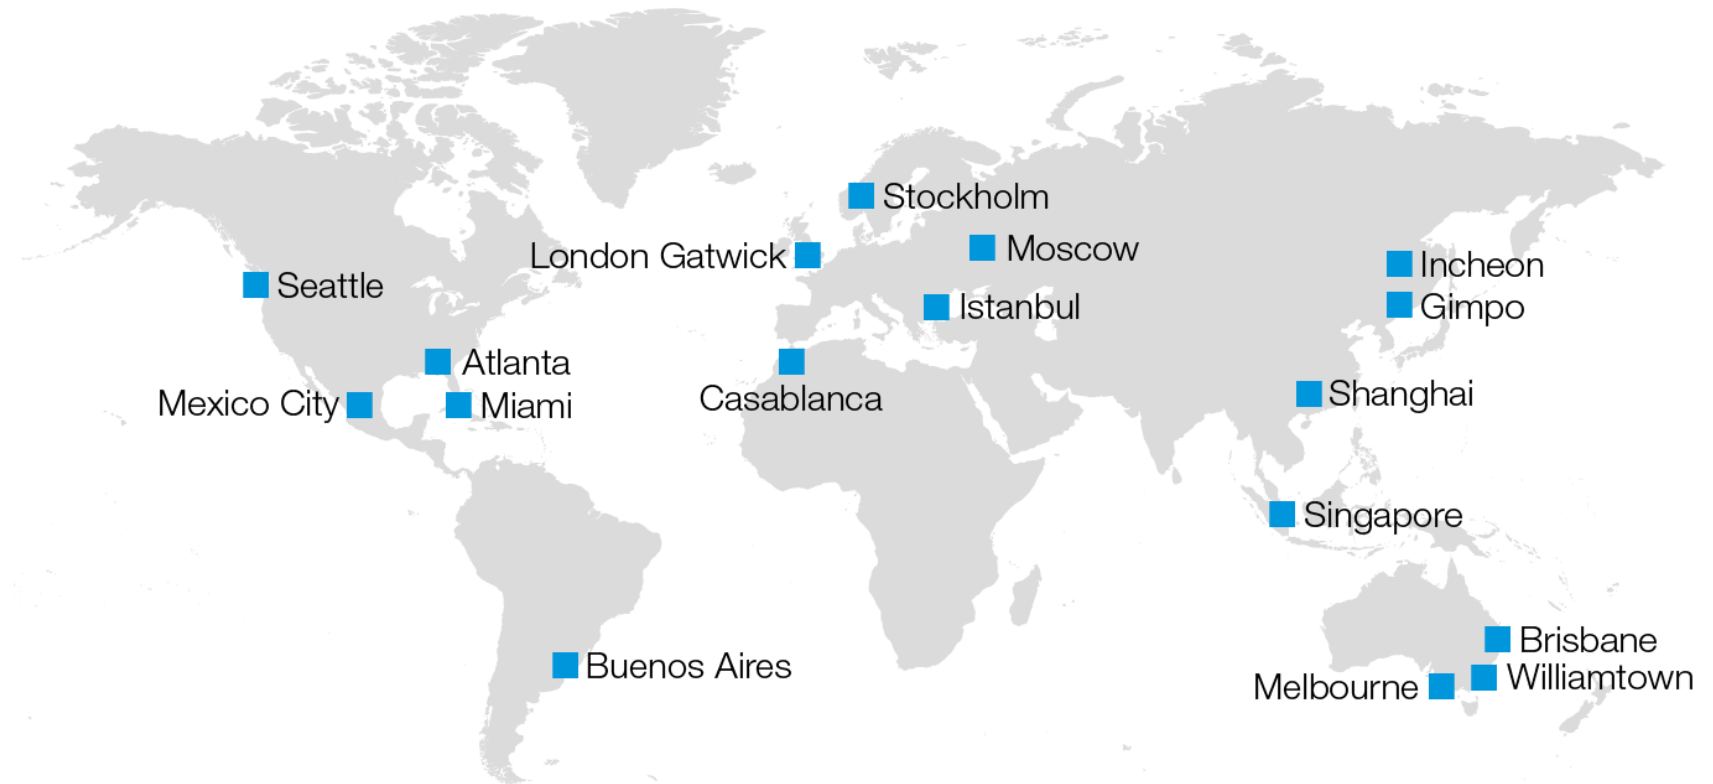 Stockholm
London Gatwick
Moscow
Incheon
Seattle
Istanbul
Gimpo
Atlanta
Casablanca
Shanghai
Mexico City
Miami
Singapore
Brisbane
Buenos Aires
Williamtown
Melbourne